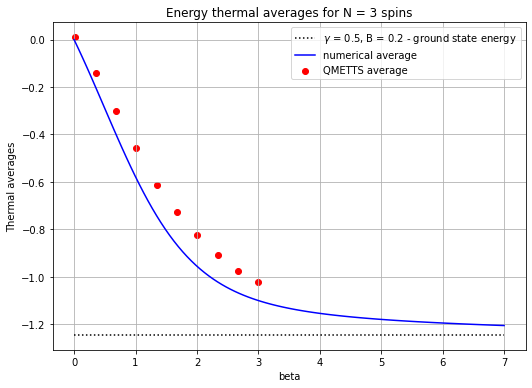 Energy thermal averages for N = 3 spins
γ = 0.5, B = 0.2 - ground state energy
numerical average
QMETTS average
Thermal averages
0.0
−0.2
−0.4
−0.6
−0.8
−1.0
−1.2
0 1 2 3 4 5 6 7
beta